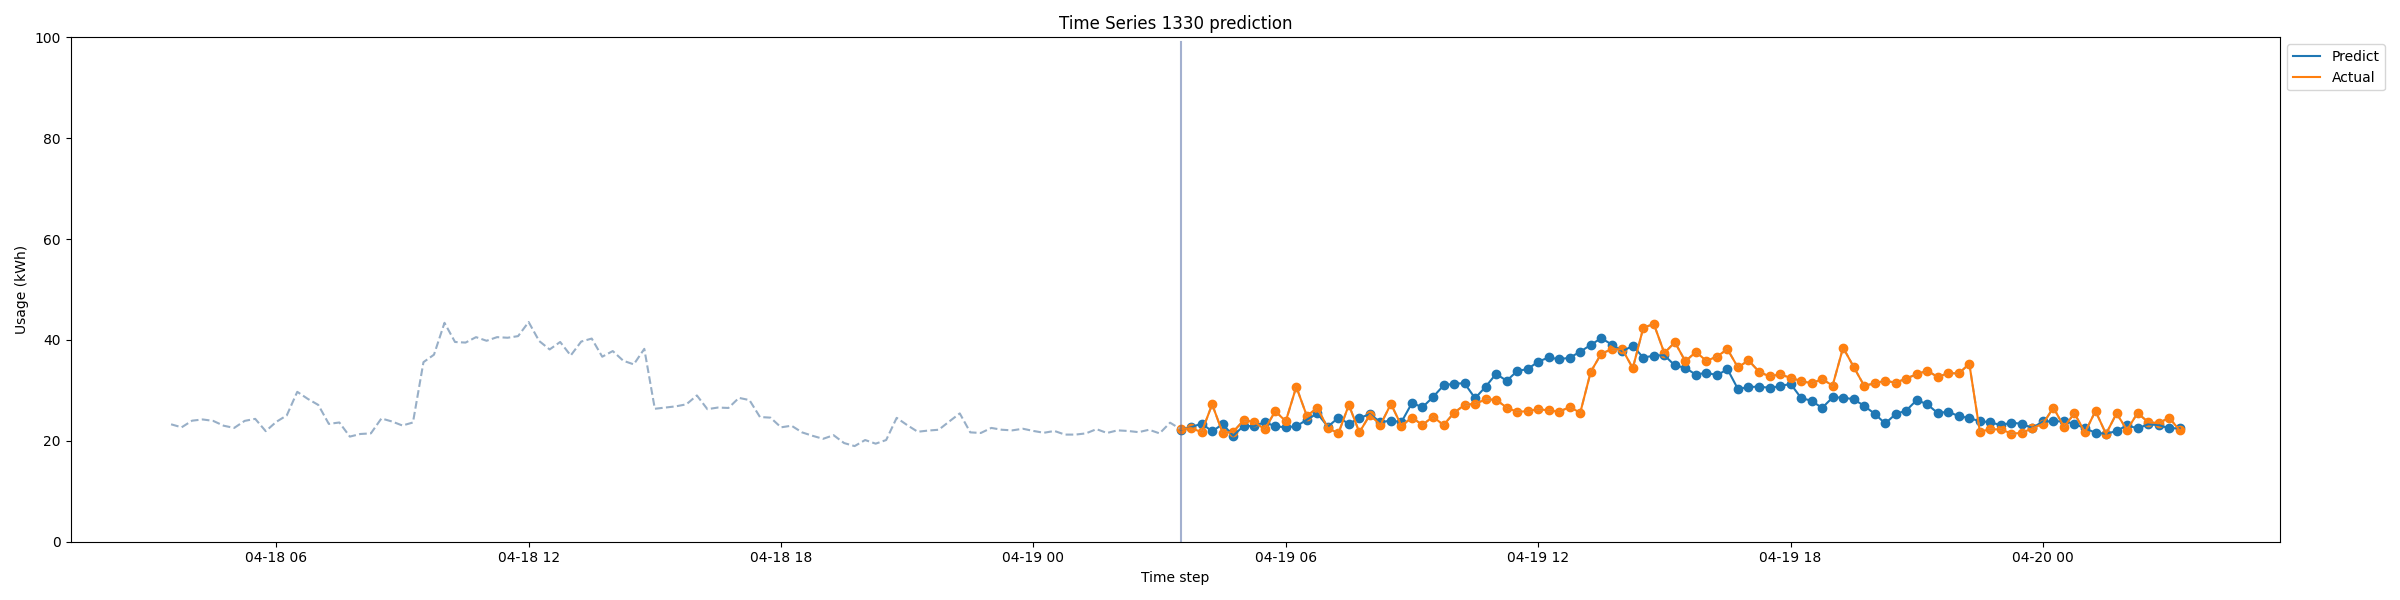 Time Series 1330 prediction
Usage (kWh)
100
80
60
40
20
0
04-18 06
04-18 12
04-18 18
04-19 00
04-19 06
04-19 12
04-19 18
04-20 00
Time step
Predict
Actual